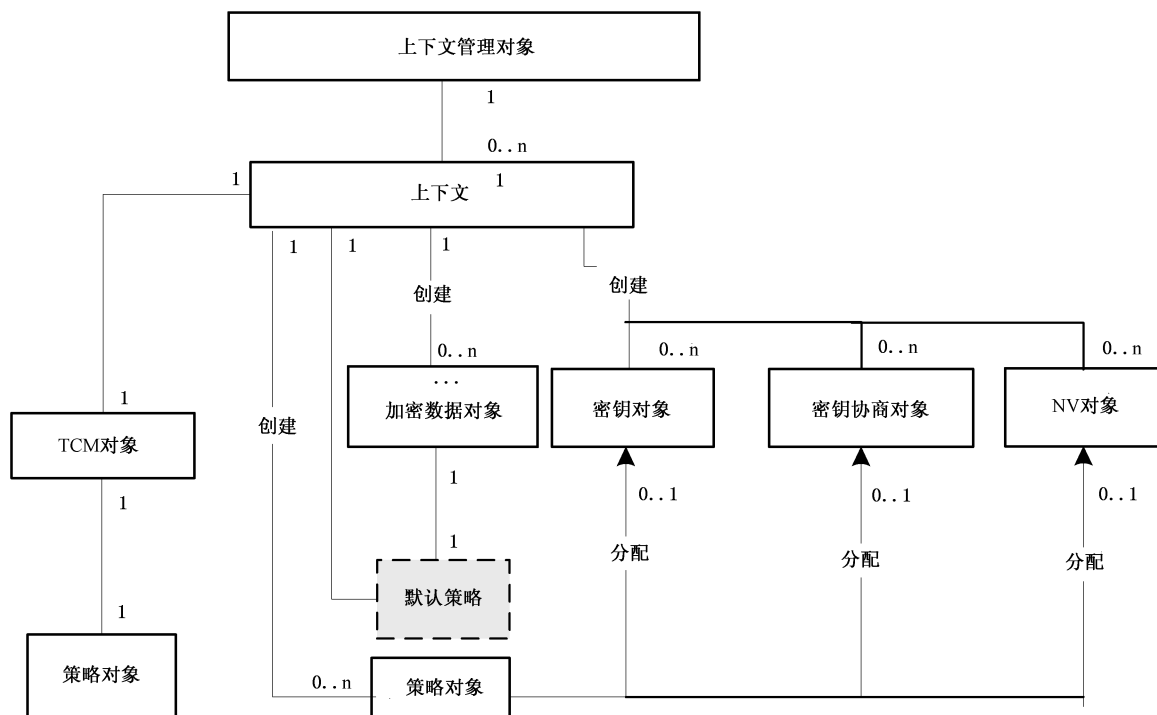 上下文管理对象
1
0..n
1
上下文
1
1
1
1
创建
创建
0..n
0..n
0..n
0..n
...
加密数据对象
密钥对象
密钥协商对象
NV对象
1
TCM对象
创建
1
1
0..1
0..1
0..1
1
分配
分配
分配
默认策略
1
策略对象
0..n
策略对象